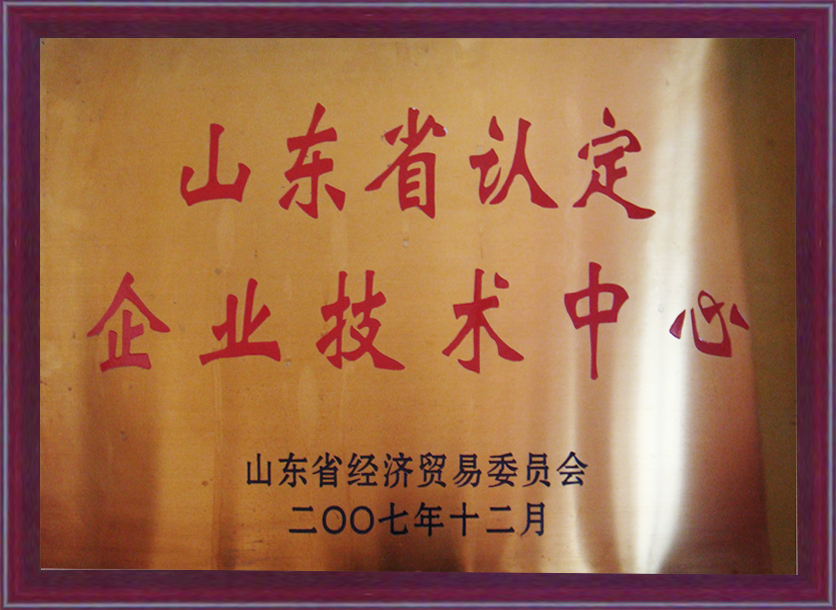 山东省认定
企业技术中心
山东省经济贸易委员会
二〇〇七年十二月